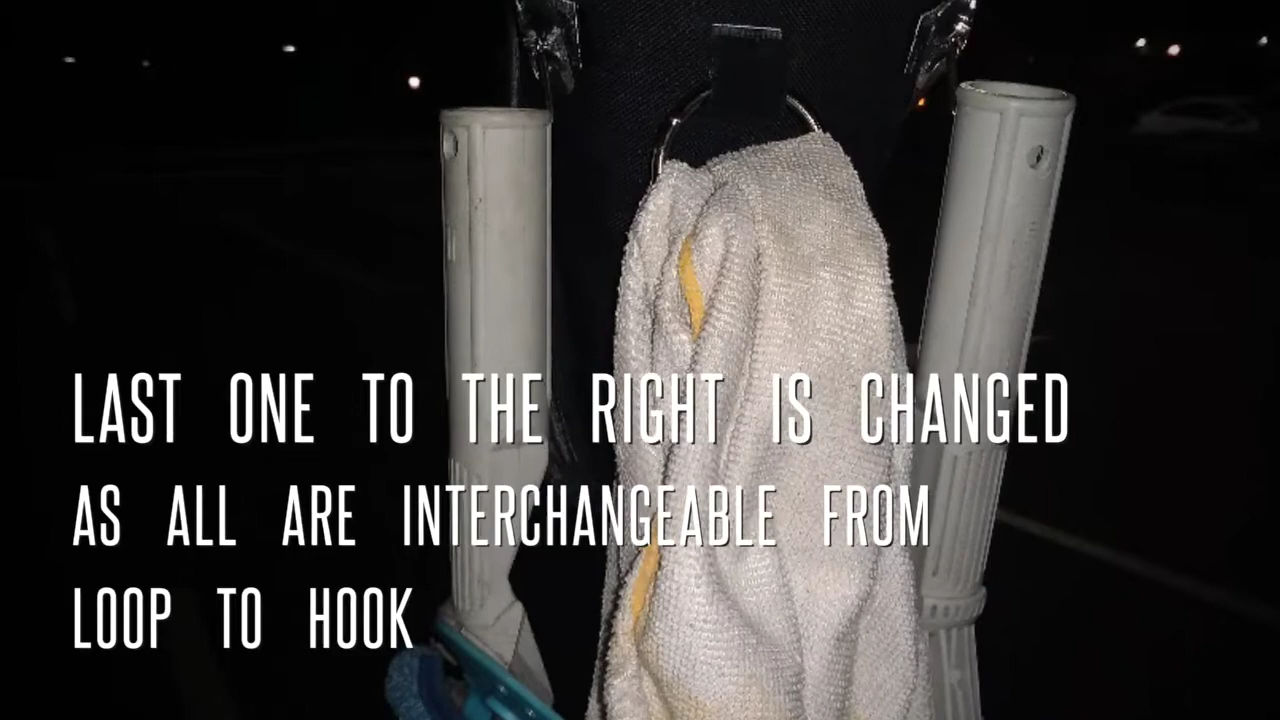 LAST ONE TO THE RIGHT IS CHANGED
AS ALL ARE INTERCHANGEABLE FROM
LOOP TO HOOK